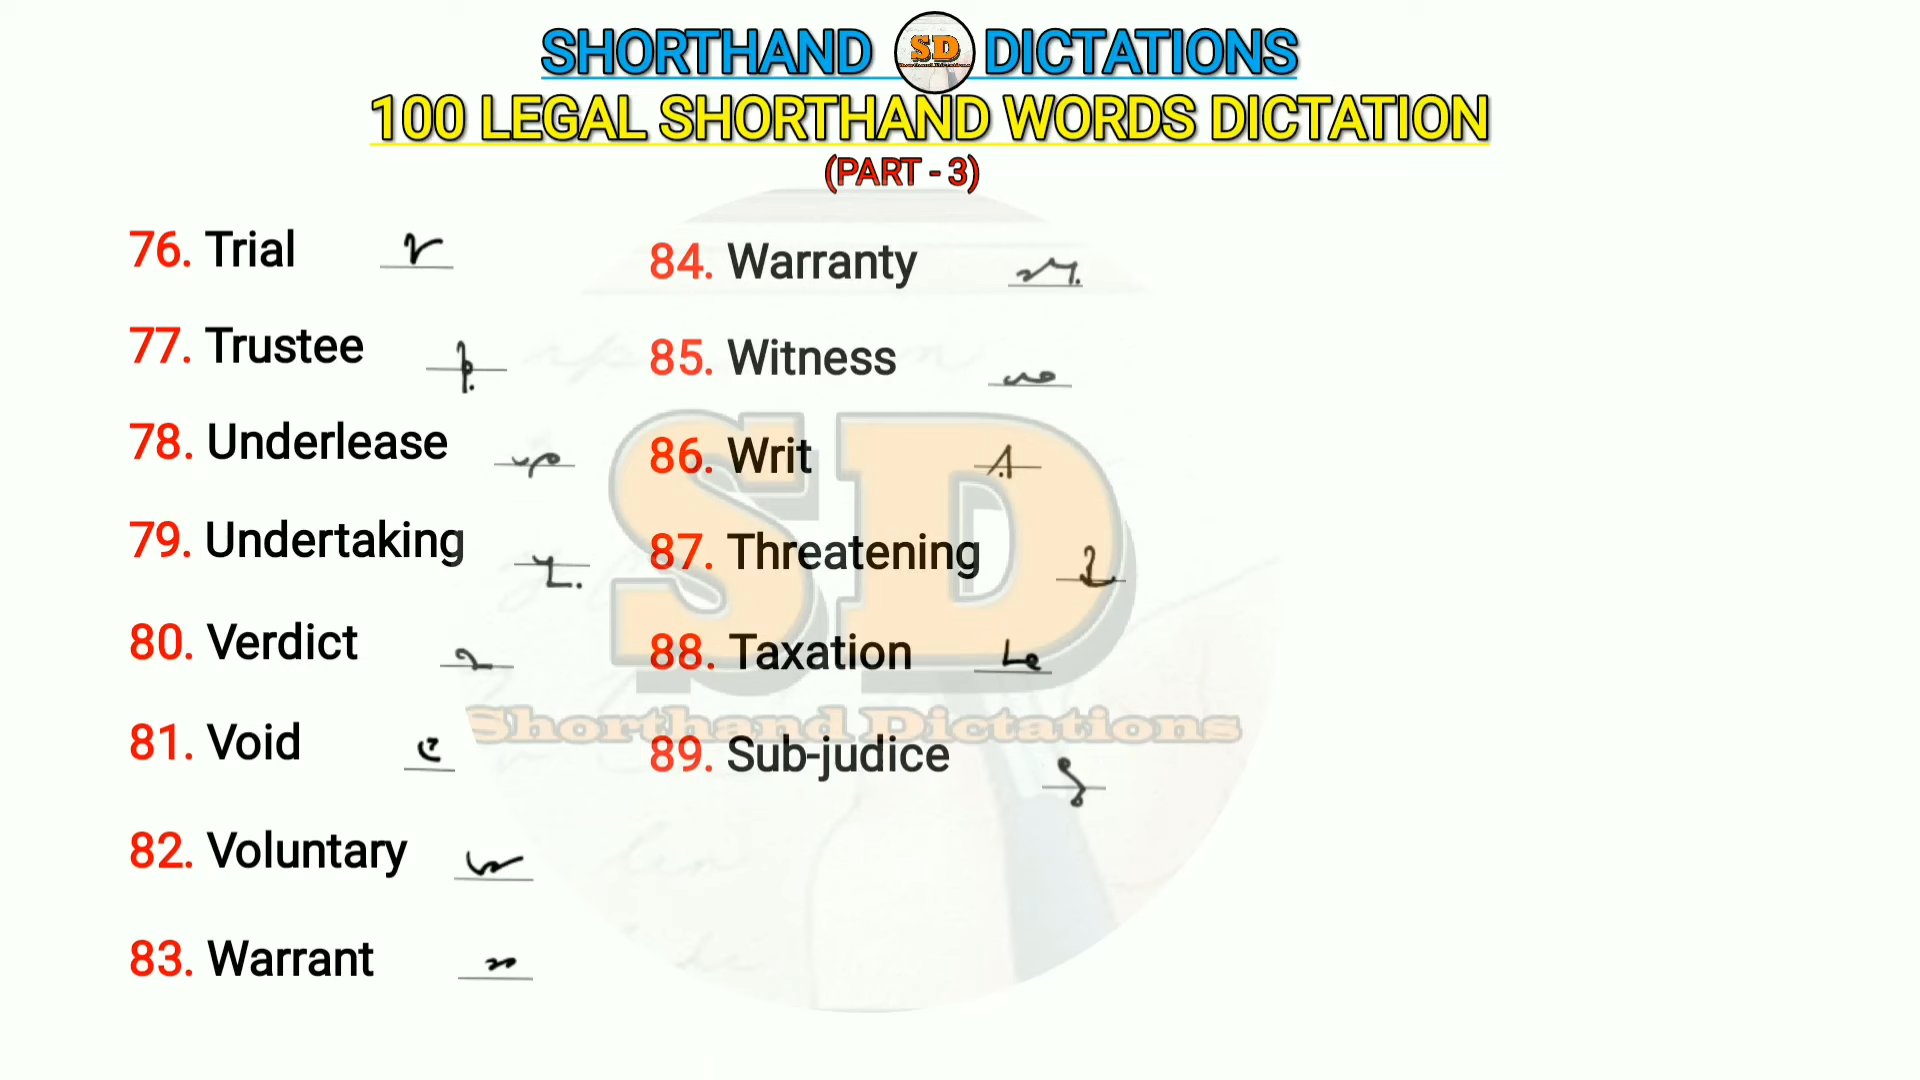 SHORTHAND SD DICTATIONS
100 LEGAL SHORTHAND WORDS DICTATION
(PART - 3)
76. Trial
77. Trustee
78. Underlease
79. Undertaking
80. Verdict
81. Void
82. Voluntary
83. Warrant
84. Warranty
85. Witness
86. Writ
87. Threatening
88. Taxation
89. Sub-judice
SD
Shorthand Dictations